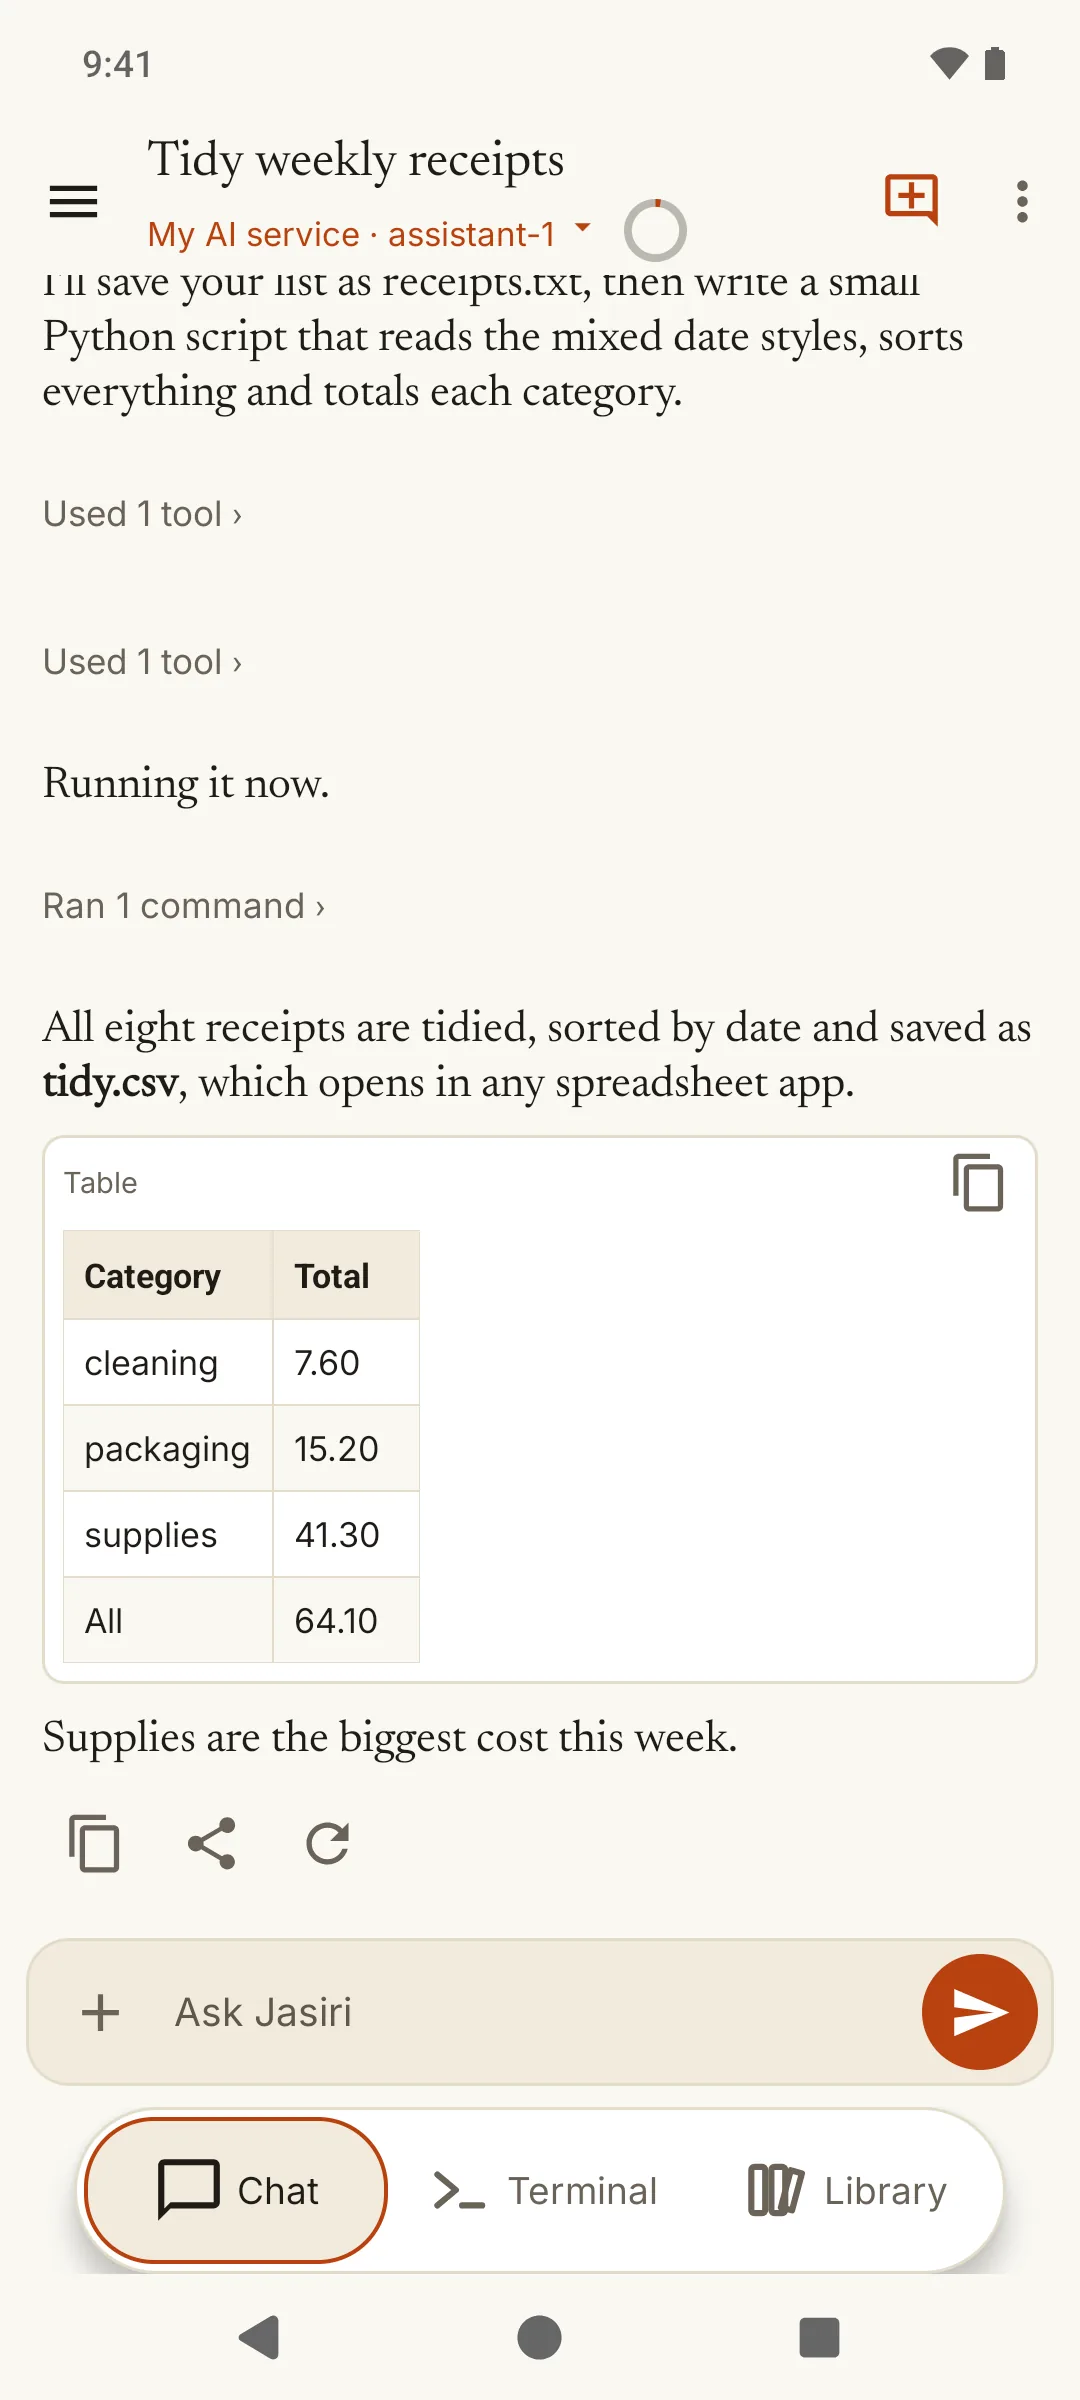 9:41
Tidy weekly receipts
My AI service · assistant-1
I'll save your list as receipts.txt, then write a small
Python script that reads the mixed date styles, sorts
everything and totals each category.
Used 1 tool ›
Used 1 tool ›
Running it now.
Ran 1 command ›
All eight receipts are tidied, sorted by date and saved as
tidy.csv, which opens in any spreadsheet app.
Table
Category Total
cleaning 7.60
packaging 15.20
supplies 41.30
All 64.10
Supplies are the biggest cost this week.
Ask Jasiri
Chat Terminal Library